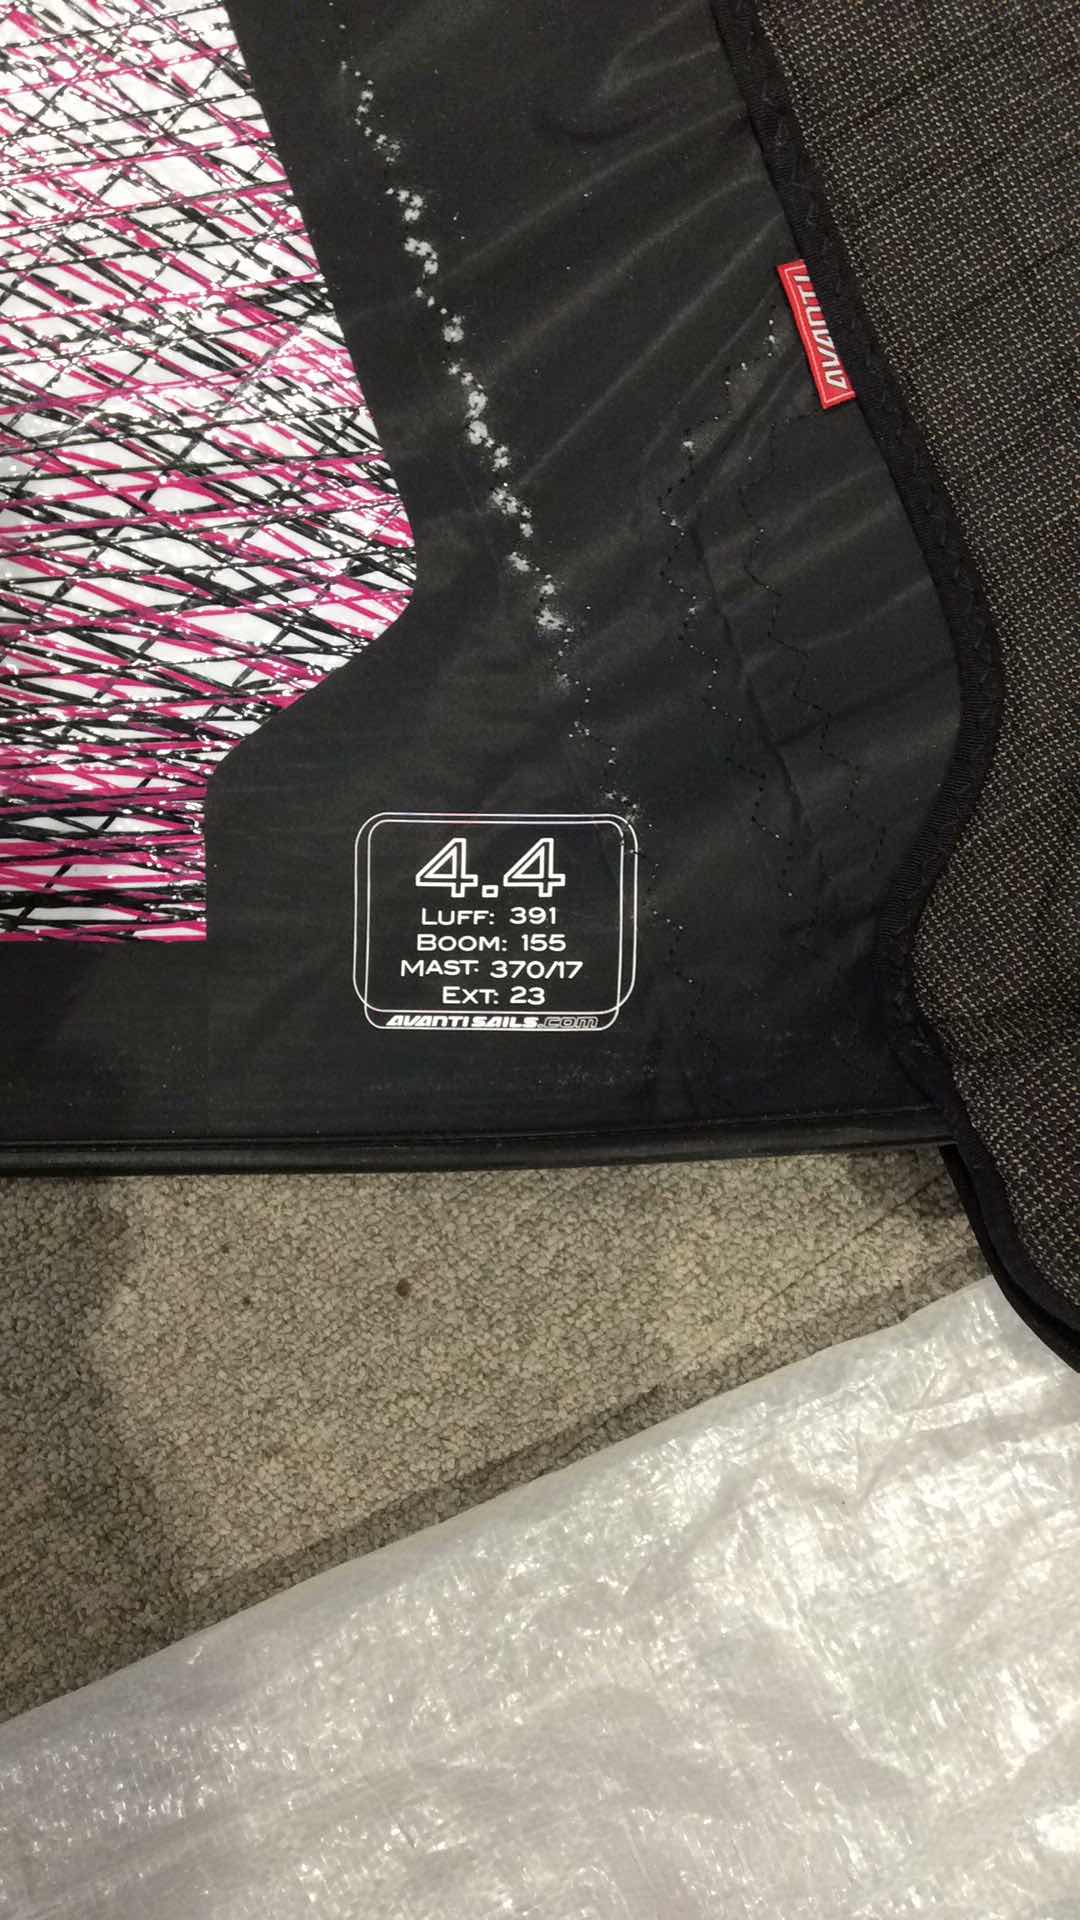 AVANTI
4.4
LUFF: 391
BOOM: 155
MAST: 370/17
EXT: 23
AVANTISAILS.COM